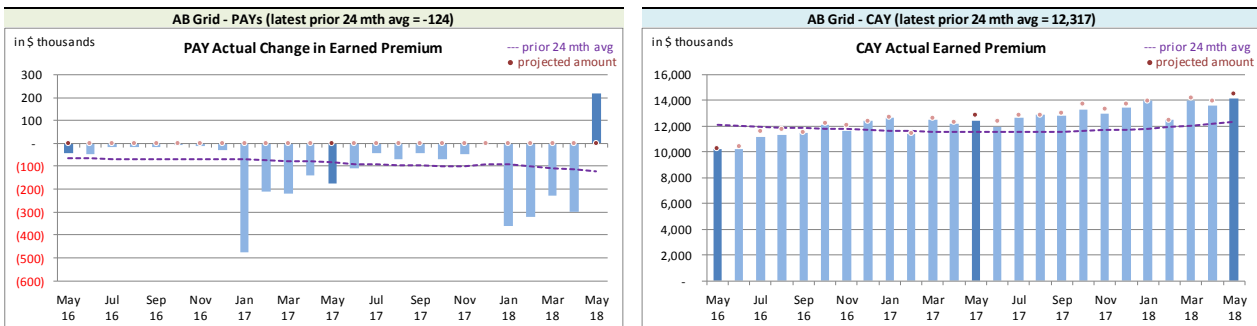 AB Grid - PAYs (latest prior 24 mth avg = -124)
in $ thousands
PAY Actual Change in Earned Premium
--- prior 24 mth avg
• projected amount
300
200
100
-
(100)
(200)
(300)
(400)
(500)
(600)
May 16 Jul 16 Sep 16 Nov 16 Jan 17 Mar 17 May 17 Jul 17 Sep 17 Nov 17 Jan 18 Mar 18 May 18
AB Grid - CAY (latest prior 24 mth avg = 12,317)
in $ thousands
CAY Actual Earned Premium
--- prior 24 mth avg
• projected amount
16,000
14,000
12,000
10,000
8,000
6,000
4,000
2,000
-
May 16 Jul 16 Sep 16 Nov 16 Jan 17 Mar 17 May 17 Jul 17 Sep 17 Nov 17 Jan 18 Mar 18 May 18